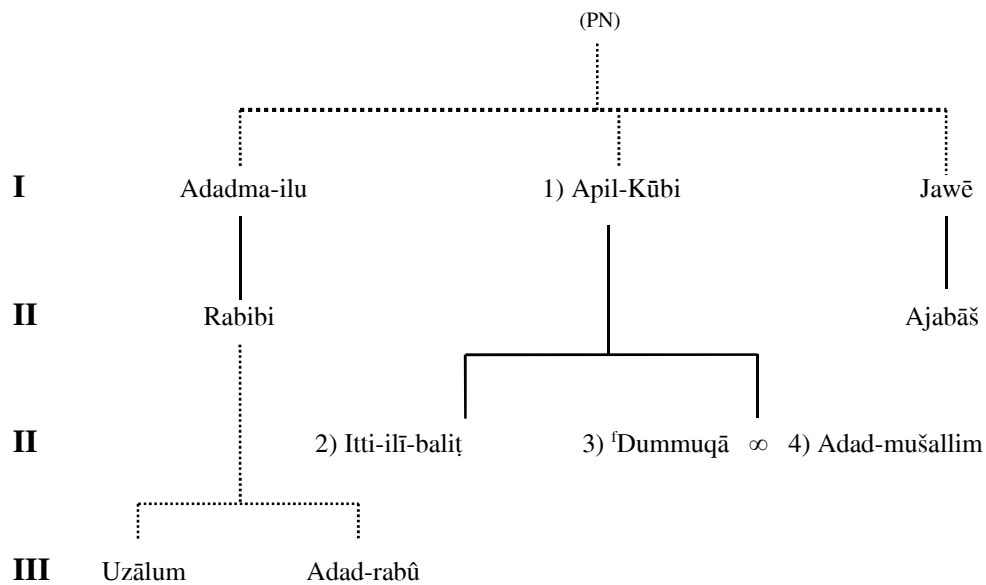 (PN)
I Adadma-ilu 1) Apil-Kūbi Jawē
II Rabibi Ajabāš
II 2) Itti-ilī-baliṭ 3) ᶠDummuqā ∞ 4) Adad-mušallim
III Uzālum Adad-rabû